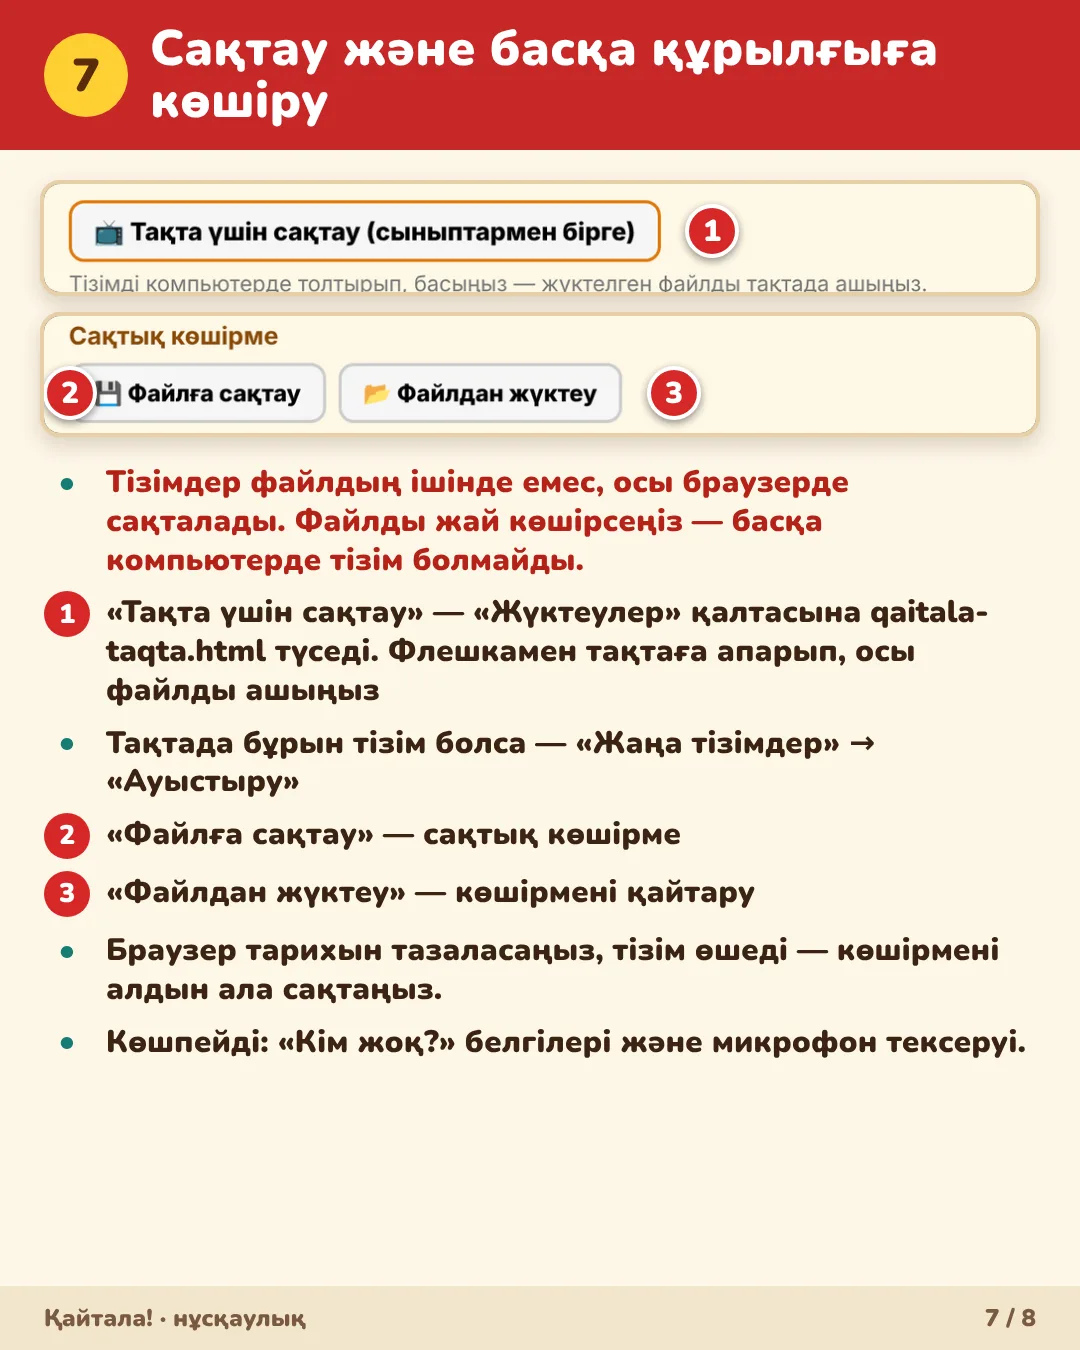 7
Сақтау және басқа құрылғыға
көшіру
📺 Тақта үшін сақтау (сыныптармен бірге)
1
Тізімді компьютерде толтырып, басыңыз — жүктелген файлды тақтада ашыңыз.
Сақтық көшірме
2
💾 Файлға сақтау
📂 Файлдан жүктеу
3
• Тізімдер файлдың ішінде емес, осы браузерде
сақталады. Файлды жай көшірсеңіз — басқа
компьютерде тізім болмайды.
1 «Тақта үшін сақтау» — «Жүктеулер» қалтасына qaitala-
taqta.html түседі. Флешкамен тақтаға апарып, осы
файлды ашыңыз
• Тақтада бұрын тізім болса — «Жаңа тізімдер» →
«Ауыстыру»
2 «Файлға сақтау» — сақтық көшірме
3 «Файлдан жүктеу» — көшірмені қайтару
• Браузер тарихын тазаласаңыз, тізім өшеді — көшірмені
алдын ала сақтаңыз.
• Көшпейді: «Кім жоқ?» белгілері және микрофон тексеруі.
Қайтала! · нұсқаулық
7 / 8